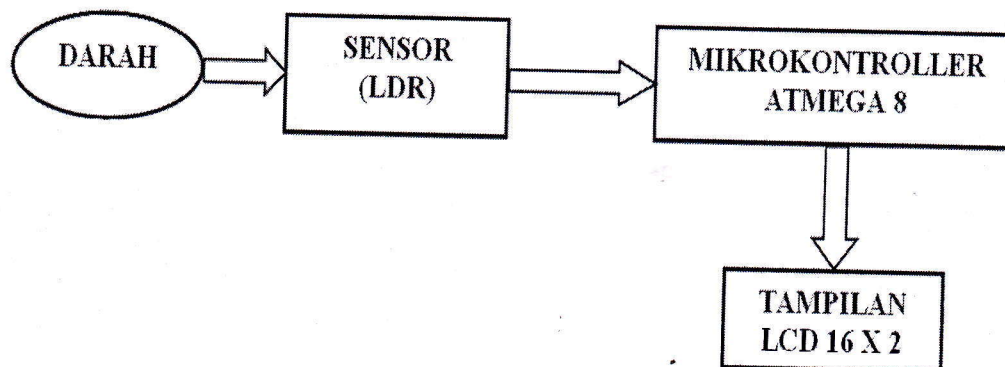 DARAH
SENSOR
(LDR)
MIKROKONTROLLER
ATMEGA 8
TAMPILAN
LCD 16 X 2